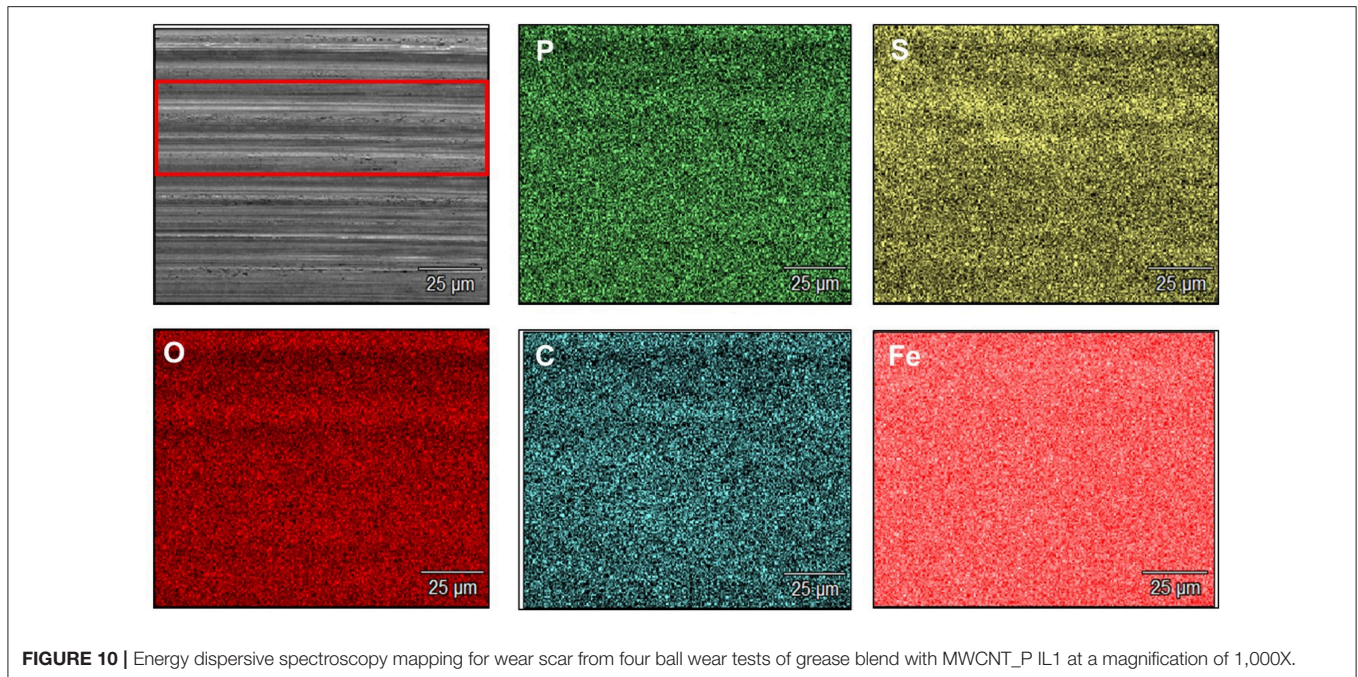 P
S
25 µm
25 µm
25 µm
O
C
Fe
25 µm
25 µm
25 µm
FIGURE 10 | Energy dispersive spectroscopy mapping for wear scar from four ball wear tests of grease blend with MWCNT_P IL1 at a magnification of 1,000X.